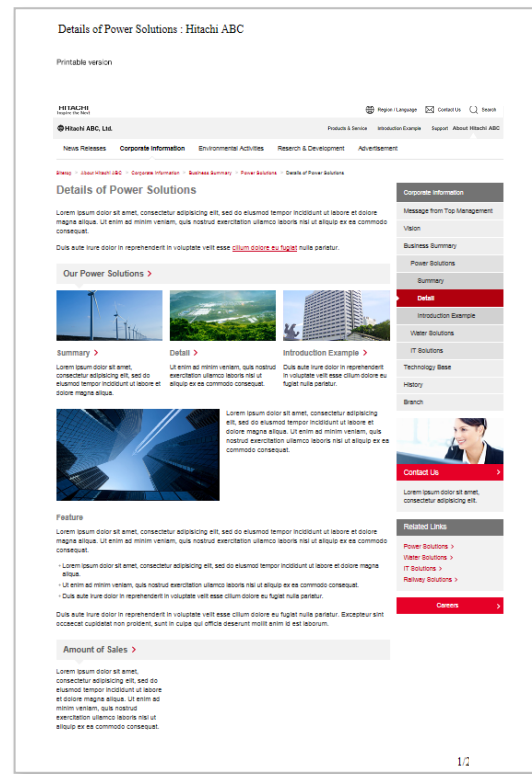 Details of Power Solutions : Hitachi ABC
Printable version
HITACHI
Inspire the Next
Region / Language Contact Us Search
Hitachi ABC, Ltd.
Products & Service Introduction Example Support About Hitachi ABC
News Releases Corporate Information Environmental Activities Reserch & Development Advertisement
Sitetop > About Hitachi ABC > Corporate Information > Business Summary > Power Solutions > Details of Power Solutions
Details of Power Solutions
Lorem ipsum dolor sit amet, consectetur adipisicing elit, sed do eiusmod tempor incididunt ut labore et dolore
magna aliqua. Ut enim ad minim veniam, quis nostrud exercitation ullamco laboris nisi ut aliquip ex ea commodo
consequat.
Duis aute irure dolor in reprehenderit in voluptate velit esse cillum dolore eu fugiat nulla pariatur.
Our Power Solutions >
Summary >
Lorem ipsum dolor sit amet,
consectetur adipisicing elit, sed do
eiusmod tempor incididunt ut labore et
dolore magna aliqua.
Detail >
Ut enim ad minim veniam, quis nostrud
exercitation ullamco laboris nisi ut
aliquip ex ea commodo consequat.
Introduction Example >
Duis aute irure dolor in reprehenderit
in voluptate velit esse cillum dolore eu
fugiat nulla pariatur.
Lorem ipsum dolor sit amet, consectetur adipisicing
elit, sed do eiusmod tempor incididunt ut labore et
dolore magna aliqua. Ut enim ad minim veniam, quis
nostrud exercitation ullamco laboris nisi ut aliquip ex ea
commodo consequat.
Feature
Lorem ipsum dolor sit amet, consectetur adipisicing elit, sed do eiusmod tempor incididunt ut labore et dolore
magna aliqua. Ut enim ad minim veniam, quis nostrud exercitation ullamco laboris nisi ut aliquip ex ea commodo
consequat.
- Lorem ipsum dolor sit amet, consectetur adipisicing elit, sed do eiusmod tempor incididunt ut labore et dolore magna
aliqua.
- Ut enim ad minim veniam, quis nostrud exercitation ullamco laboris nisi ut aliquip ex ea commodo consequat.
- Duis aute irure dolor in reprehenderit in voluptate velit esse cillum dolore eu fugiat nulla pariatur.
Duis aute irure dolor in reprehenderit in voluptate velit esse cillum dolore eu fugiat nulla pariatur. Excepteur sint
occaecat cupidatat non proident, sunt in culpa qui officia deserunt mollit anim id est laborum.
Amount of Sales >
Lorem ipsum dolor sit amet,
consectetur adipisicing elit, sed do
eiusmod tempor incididunt ut labore
et dolore magna aliqua. Ut enim ad
minim veniam, quis nostrud
exercitation ullamco laboris nisi ut
aliquip ex ea commodo consequat.
Corporate Information
Message from Top Management
Vision
Business Summary
Power Solutions
Summary
Detail
Introduction Example
Water Solutions
IT Solutions
Technology Base
History
Branch
Contact Us >
Lorem ipsum dolor sit amet,
consectetur adipisicing elit.
Related Links
Power Solutions >
Water Solutions >
IT Solutions >
Railway Solutions >
Careers >
1/2